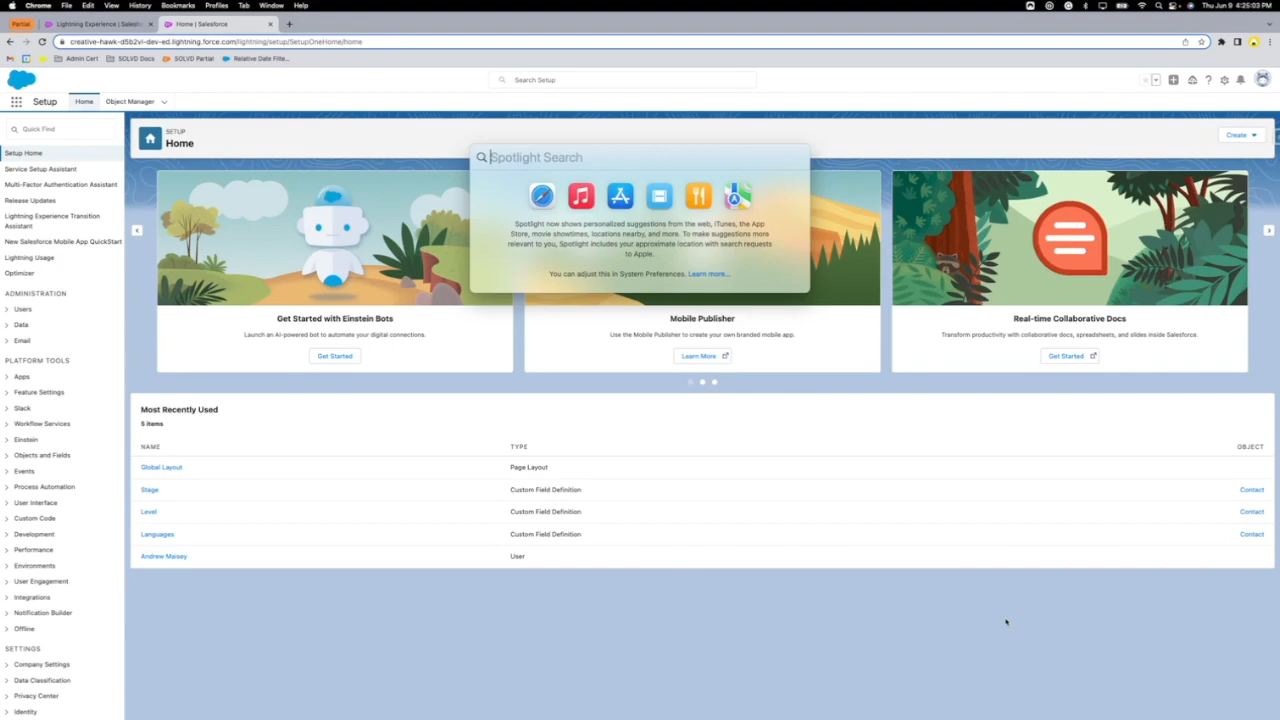 Chrome File Edit View History Bookmarks Profiles Tab Window Help
Thu Jun 9 4:25:03 PM
Partial
Lightning Experience | Salesfo
Home | Salesforce
creative-hawk-d5b2vl-dev-ed.lightning.force.com/lightning/setup/SetupOneHome/home
Admin Cert
SOLVD Docs
SOLVD Partial
Relative Date Filte...
Search Setup
Setup
Home
Object Manager
Quick Find
Setup Home
Service Setup Assistant
Multi-Factor Authentication Assistant
Release Updates
Lightning Experience Transition
Assistant
New Salesforce Mobile App QuickStart
Lightning Usage
Optimizer
ADMINISTRATION
Users
Data
Email
PLATFORM TOOLS
Apps
Feature Settings
Slack
Workflow Services
Einstein
Objects and Fields
Events
Process Automation
User Interface
Custom Code
Development
Performance
Environments
User Engagement
Integrations
Notification Builder
Offline
SETTINGS
Company Settings
Data Classification
Privacy Center
Identity
SETUP
Home
Create
Spotlight Search
Spotlight now shows personalized suggestions from the web, iTunes, the App
Store, movie showtimes, locations nearby, and more. To make suggestions more
relevant to you, Spotlight includes your approximate location with search requests
to Apple.
You can adjust this in System Preferences. Learn more...
Get Started with Einstein Bots
Launch an AI-powered bot to automate your digital connections.
Get Started
Mobile Publisher
Use the Mobile Publisher to create your own branded mobile app.
Learn More
Real-time Collaborative Docs
Transform productivity with collaborative docs, spreadsheets, and slides inside Salesforce.
Get Started
Most Recently Used
5 items
NAME TYPE OBJECT
Global Layout Page Layout
Stage Custom Field Definition Contact
Level Custom Field Definition Contact
Languages Custom Field Definition Contact
Andrew Maisey User